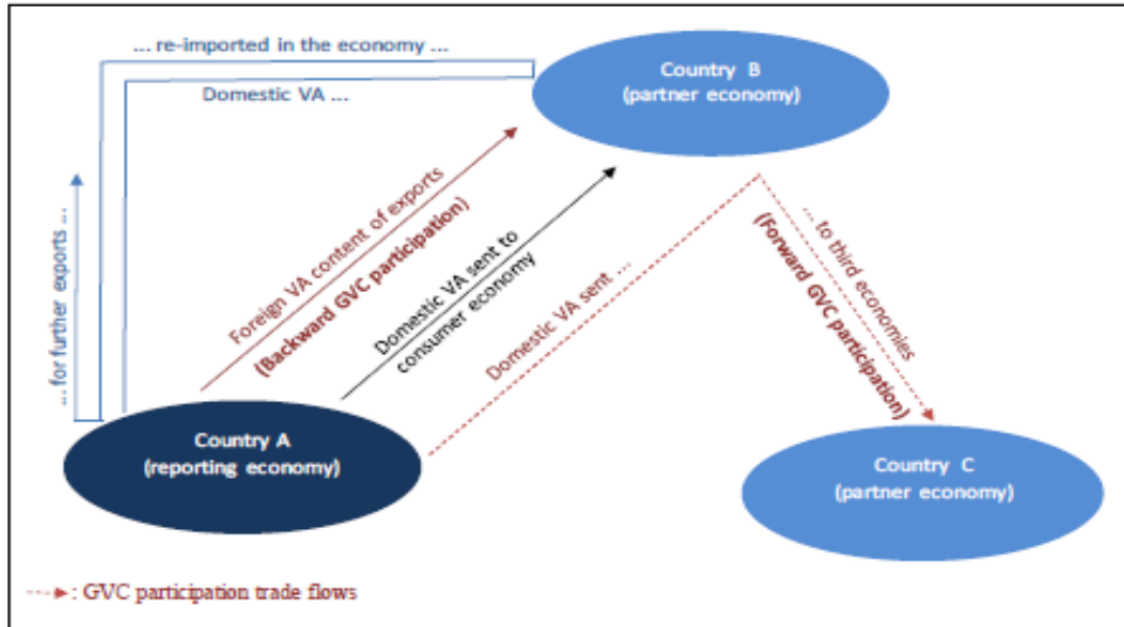 ... re-imported in the economy ...
Domestic VA ...
Country B
(partner economy)
... for further exports ...
Foreign VA content of exports
(Backward GVC participation)
Domestic VA sent to
consumer economy
Domestic VA sent ...
... to third economies
(Forward GVC participation)
Country A
(reporting economy)
Country C
(partner economy)
: GVC participation trade flows